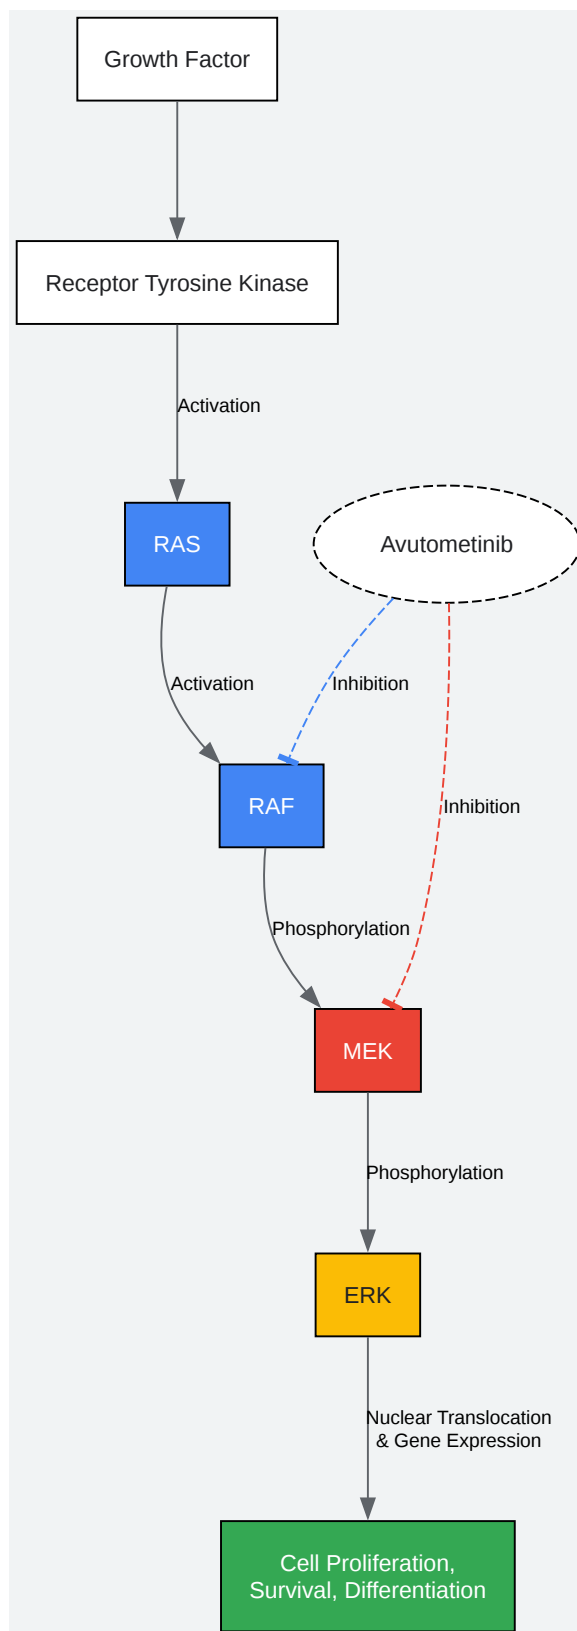 Growth Factor
Receptor Tyrosine Kinase
Activation
RAS
Avutometinib
Activation
Inhibition
RAF
Inhibition
Phosphorylation
MEK
Phosphorylation
ERK
Nuclear Translocation
& Gene Expression
Cell Proliferation,
Survival, Differentiation